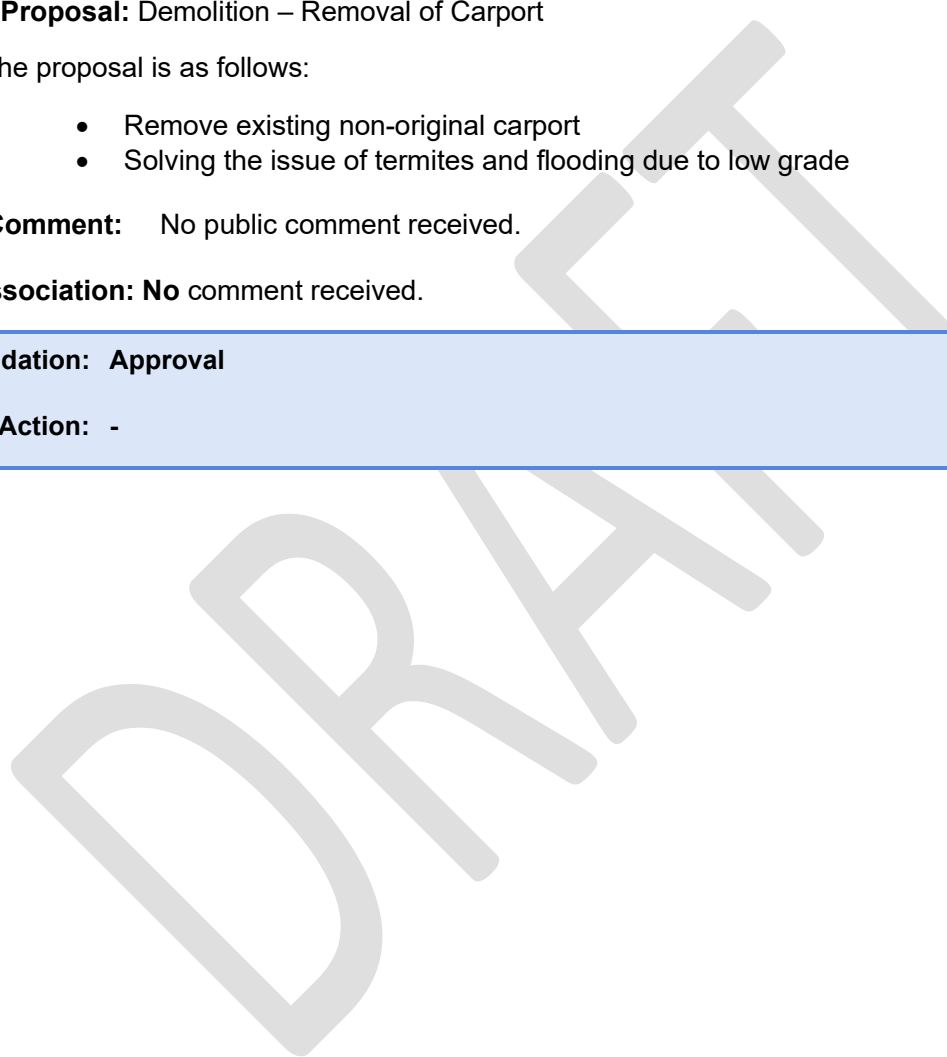 Proposal: Demolition – Removal of Carport
he proposal is as follows:
• Remove existing non-original carport
• Solving the issue of termites and flooding due to low grade
Comment: No public comment received.
ssociation: No comment received.
dation: Approval
Action: -
DRAFT